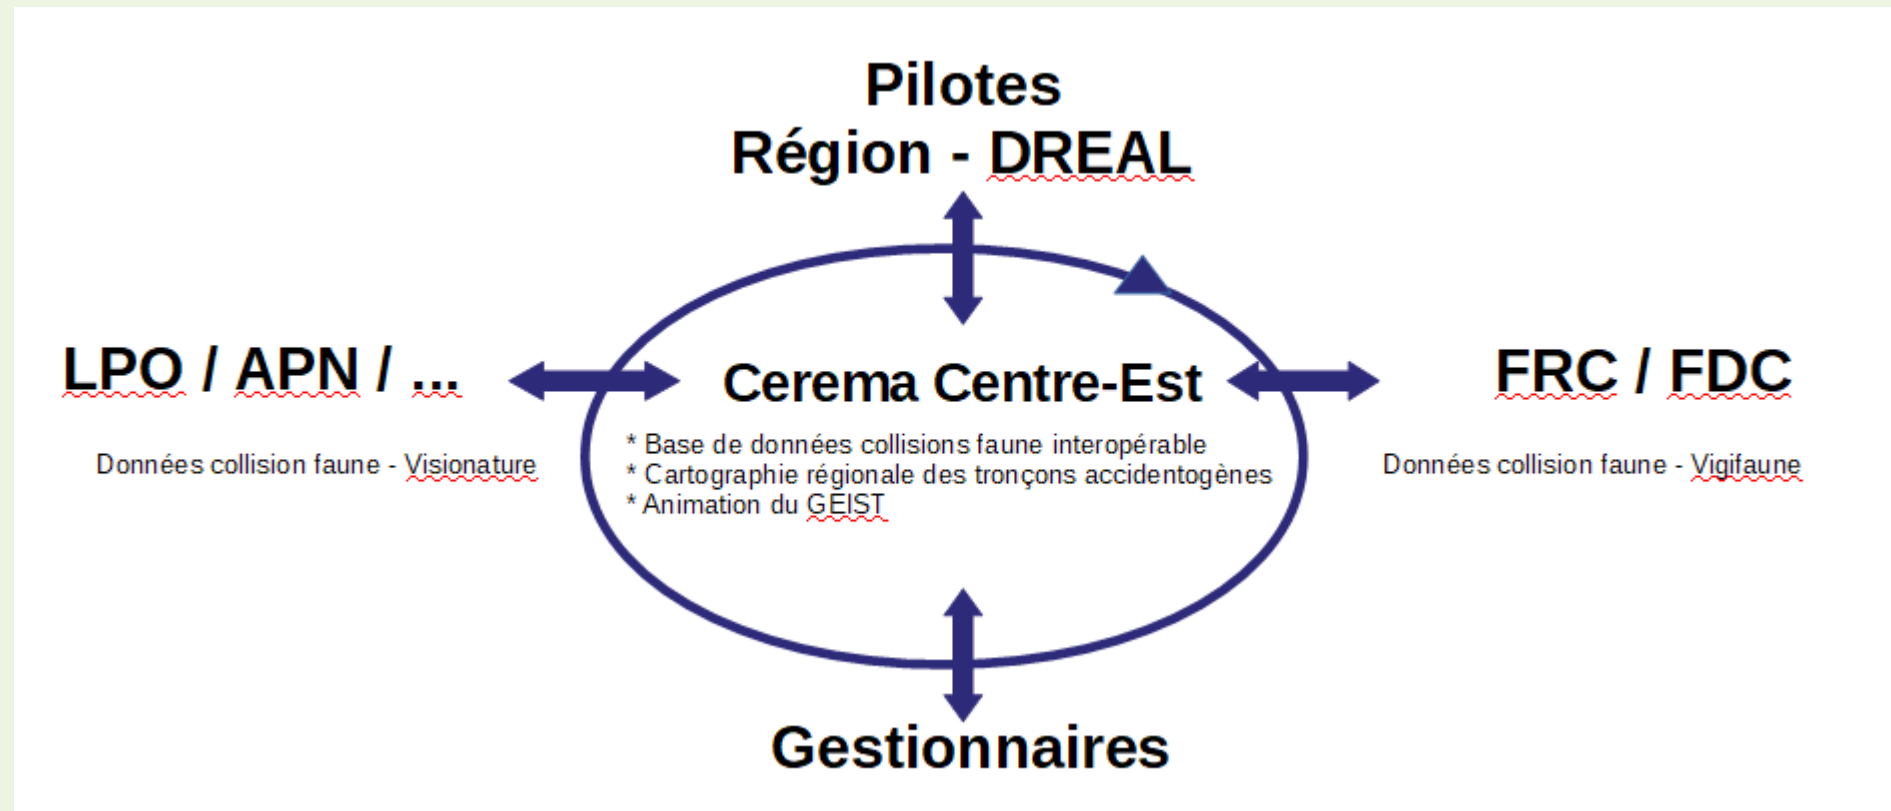 Pilotes
Région - DREAL
LPO / APN / ...
Données collision faune - Visionature
Cerema Centre-Est
* Base de données collisions faune interopérable
* Cartographie régionale des tronçons accidentogènes
* Animation du GEIST
FRC / FDC
Données collision faune - Vigifaune
Gestionnaires